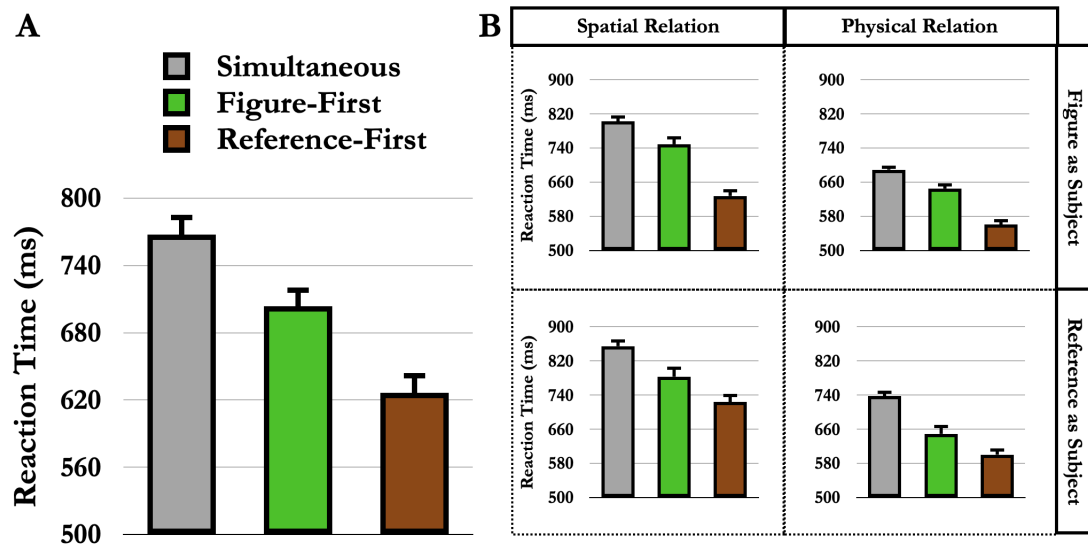 A
Simultaneous
Figure-First
Reference-First
Reaction Time (ms)
800
740
680
620
560
500
B
Spatial Relation
Physical Relation
Figure as Subject
Reference as Subject
Reaction Time (ms)
900
820
740
660
580
500
900
820
740
660
580
500
Reaction Time (ms)
900
820
740
660
580
500
900
820
740
660
580
500